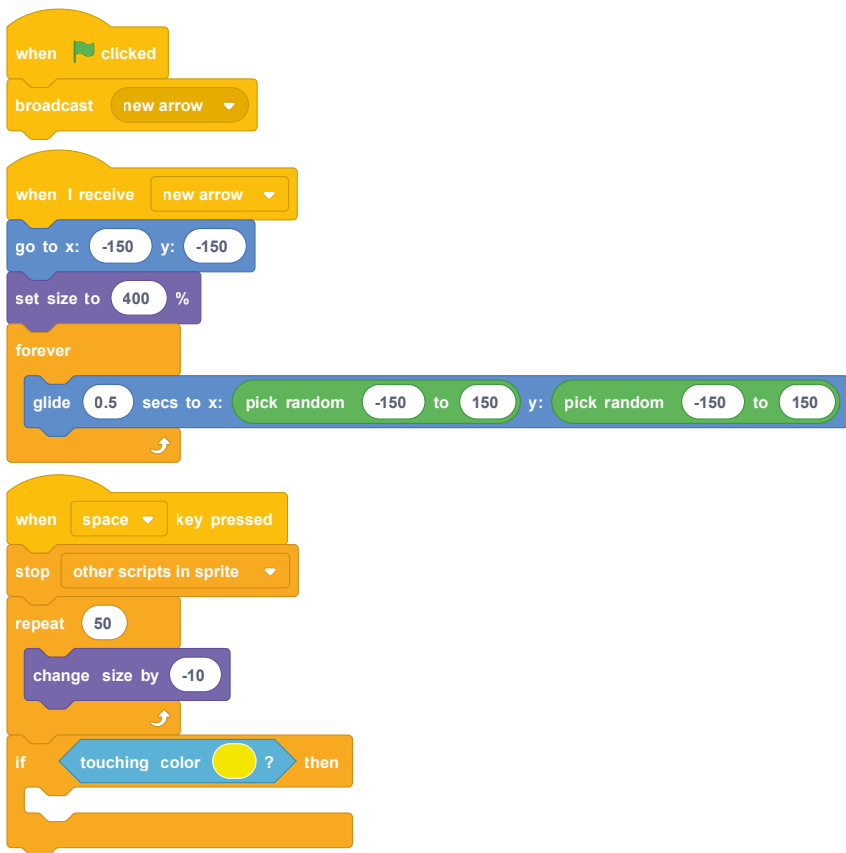 when clicked
broadcast new arrow
when I receive new arrow
go to x: -150 y: -150
set size to 400 %
forever
glide 0.5 secs to x: pick random -150 to 150 y: pick random -150 to 150
when space key pressed
stop other scripts in sprite
repeat 50
change size by -10
if touching color ? then